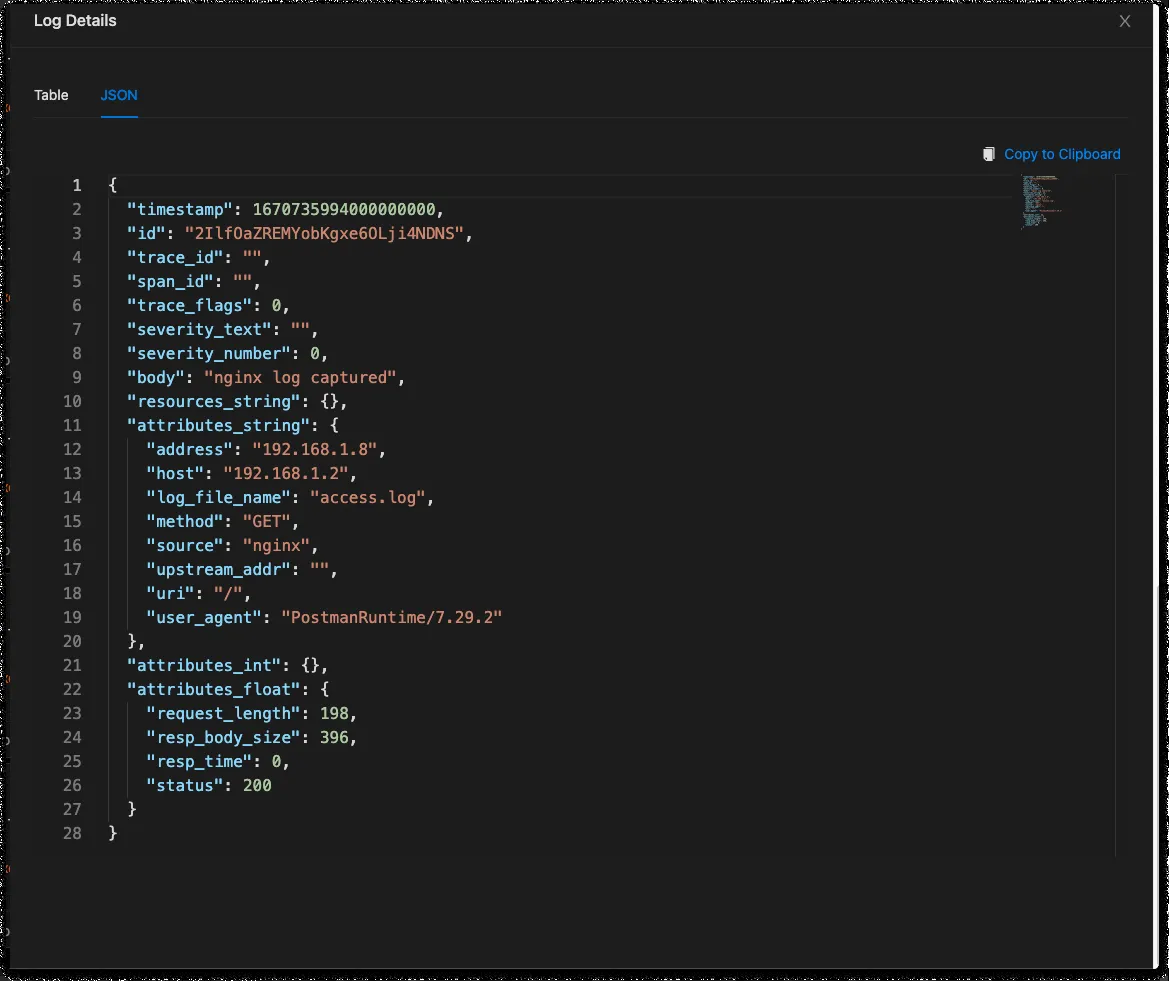 Log Details
Table JSON
Copy to Clipboard
1 {
2 "timestamp": 1670735994000000000,
3 "id": "2IlfOaZREMYobKgxe6OLji4NDNS",
4 "trace_id": "",
5 "span_id": "",
6 "trace_flags": 0,
7 "severity_text": "",
8 "severity_number": 0,
9 "body": "nginx log captured",
10 "resources_string": {},
11 "attributes_string": {
12 "address": "192.168.1.8",
13 "host": "192.168.1.2",
14 "log_file_name": "access.log",
15 "method": "GET",
16 "source": "nginx",
17 "upstream_addr": "",
18 "uri": "/",
19 "user_agent": "PostmanRuntime/7.29.2"
20 },
21 "attributes_int": {},
22 "attributes_float": {
23 "request_length": 198,
24 "resp_body_size": 396,
25 "resp_time": 0,
26 "status": 200
27 }
28 }